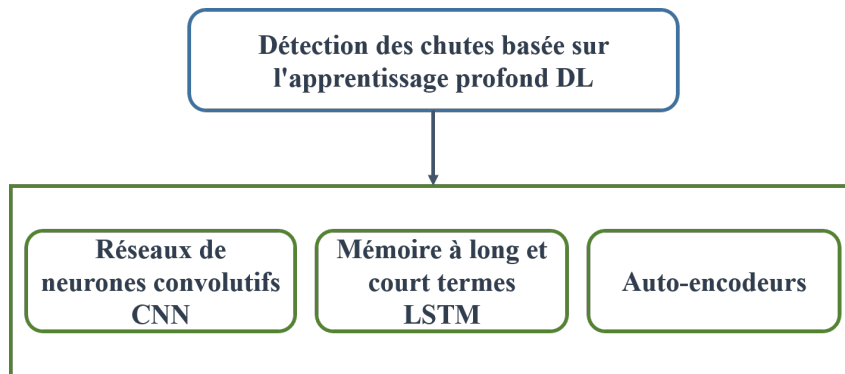 Détection des chutes basée sur
l'apprentissage profond DL
Réseaux de
neurones convolutifs
CNN
Mémoire à long et
court termes
LSTM
Auto-encodeurs